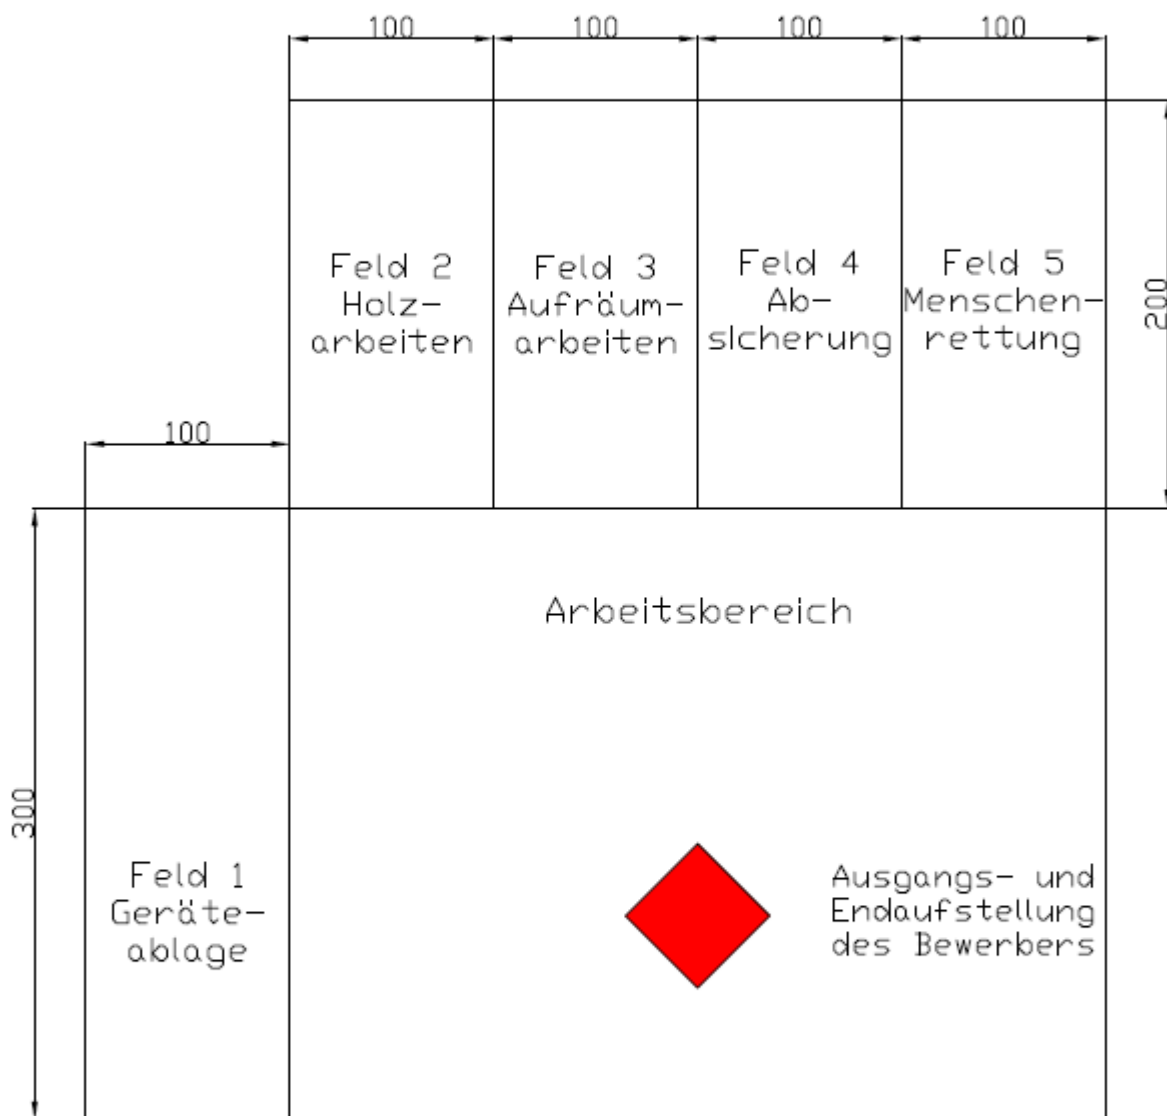 100
100
100
100
Feld 2
Holz-
arbeiten
Feld 3
Aufräum-
arbeiten
Feld 4
Ab-
sicherung
Feld 5
Menschen-
rettung
200
100
Arbeitsbereich
300
Feld 1
Geräte-
ablage
Ausgangs- und
Endaufstellung
des Bewerbers